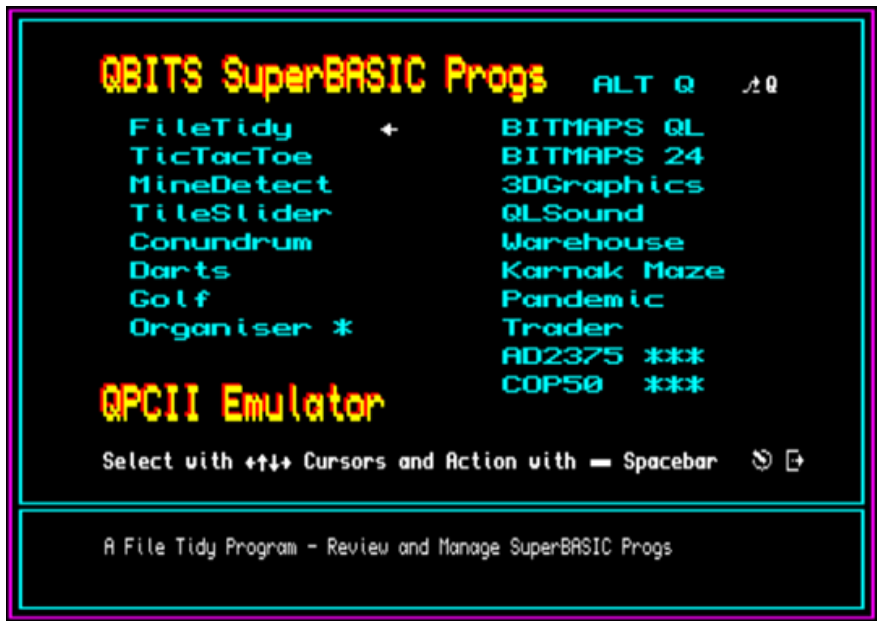 QBITS SuperBASIC Progs ALT Q ⎇Q
FileTidy ←
TicTacToe
MineDetect
TileSlider
Conundrum
Darts
Golf
Organiser *
BITMAPS QL
BITMAPS 24
3DGraphics
QLSound
Warehouse
Karnak Maze
Pandemic
Trader
AD2375 ***
COP50 ***
QPCII Emulator
Select with ←↑↓→ Cursors and Action with ▬ Spacebar
A File Tidy Program - Review and Manage SuperBASIC Progs